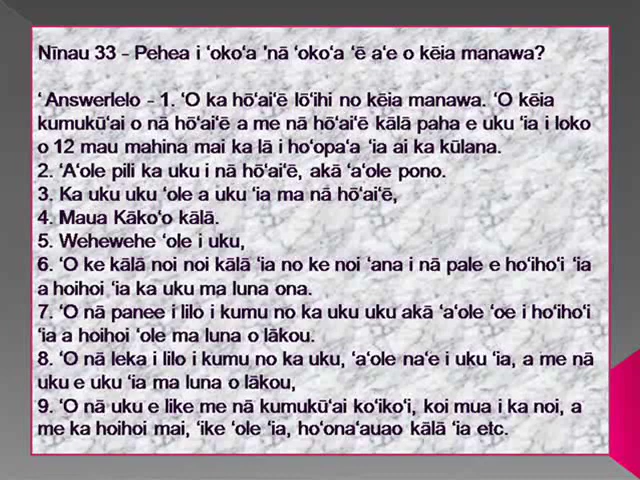 Nīnau 33 - Pehea i ʻokoʻa 'nā ʻokoʻa ʻē aʻe o kēia manawa?
ʻ Answerlelo - 1. ʻO ka hōʻaiʻē lōʻihi no kēia manawa. ʻO kēia
kumukūʻai o nā hōʻaiʻē a me nā hōʻaiʻē kālā paha e uku ʻia i loko
o 12 mau mahina mai ka lā i hoʻopaʻa ʻia ai ka kūlana.
2. ʻAʻole pili ka uku i nā hōʻaiʻē, akā ʻaʻole pono.
3. Ka uku uku ʻole a uku ʻia ma nā hōʻaiʻē,
4. Maua Kākoʻo kālā.
5. Wehewehe ʻole i uku,
6. ʻO ke kālā noi noi kālā ʻia no ke noi ʻana i nā pale e hoʻihoʻi ʻia
a hoihoi ʻia ka uku ma luna ona.
7. ʻO nā panee i lilo i kumu no ka uku uku akā ʻaʻole ʻoe i hoʻihoʻi
ʻia a hoihoi ʻole ma luna o lākou.
8. ʻO nā leka i lilo i kumu no ka uku, ʻaʻole naʻe i uku ʻia, a me nā
uku e uku ʻia ma luna o lākou,
9. ʻO nā uku e like me nā kumukūʻai koʻikoʻi, koi mua i ka noi, a
me ka hoihoi mai, ʻike ʻole ʻia, hoʻonaʻauao kālā ʻia etc.